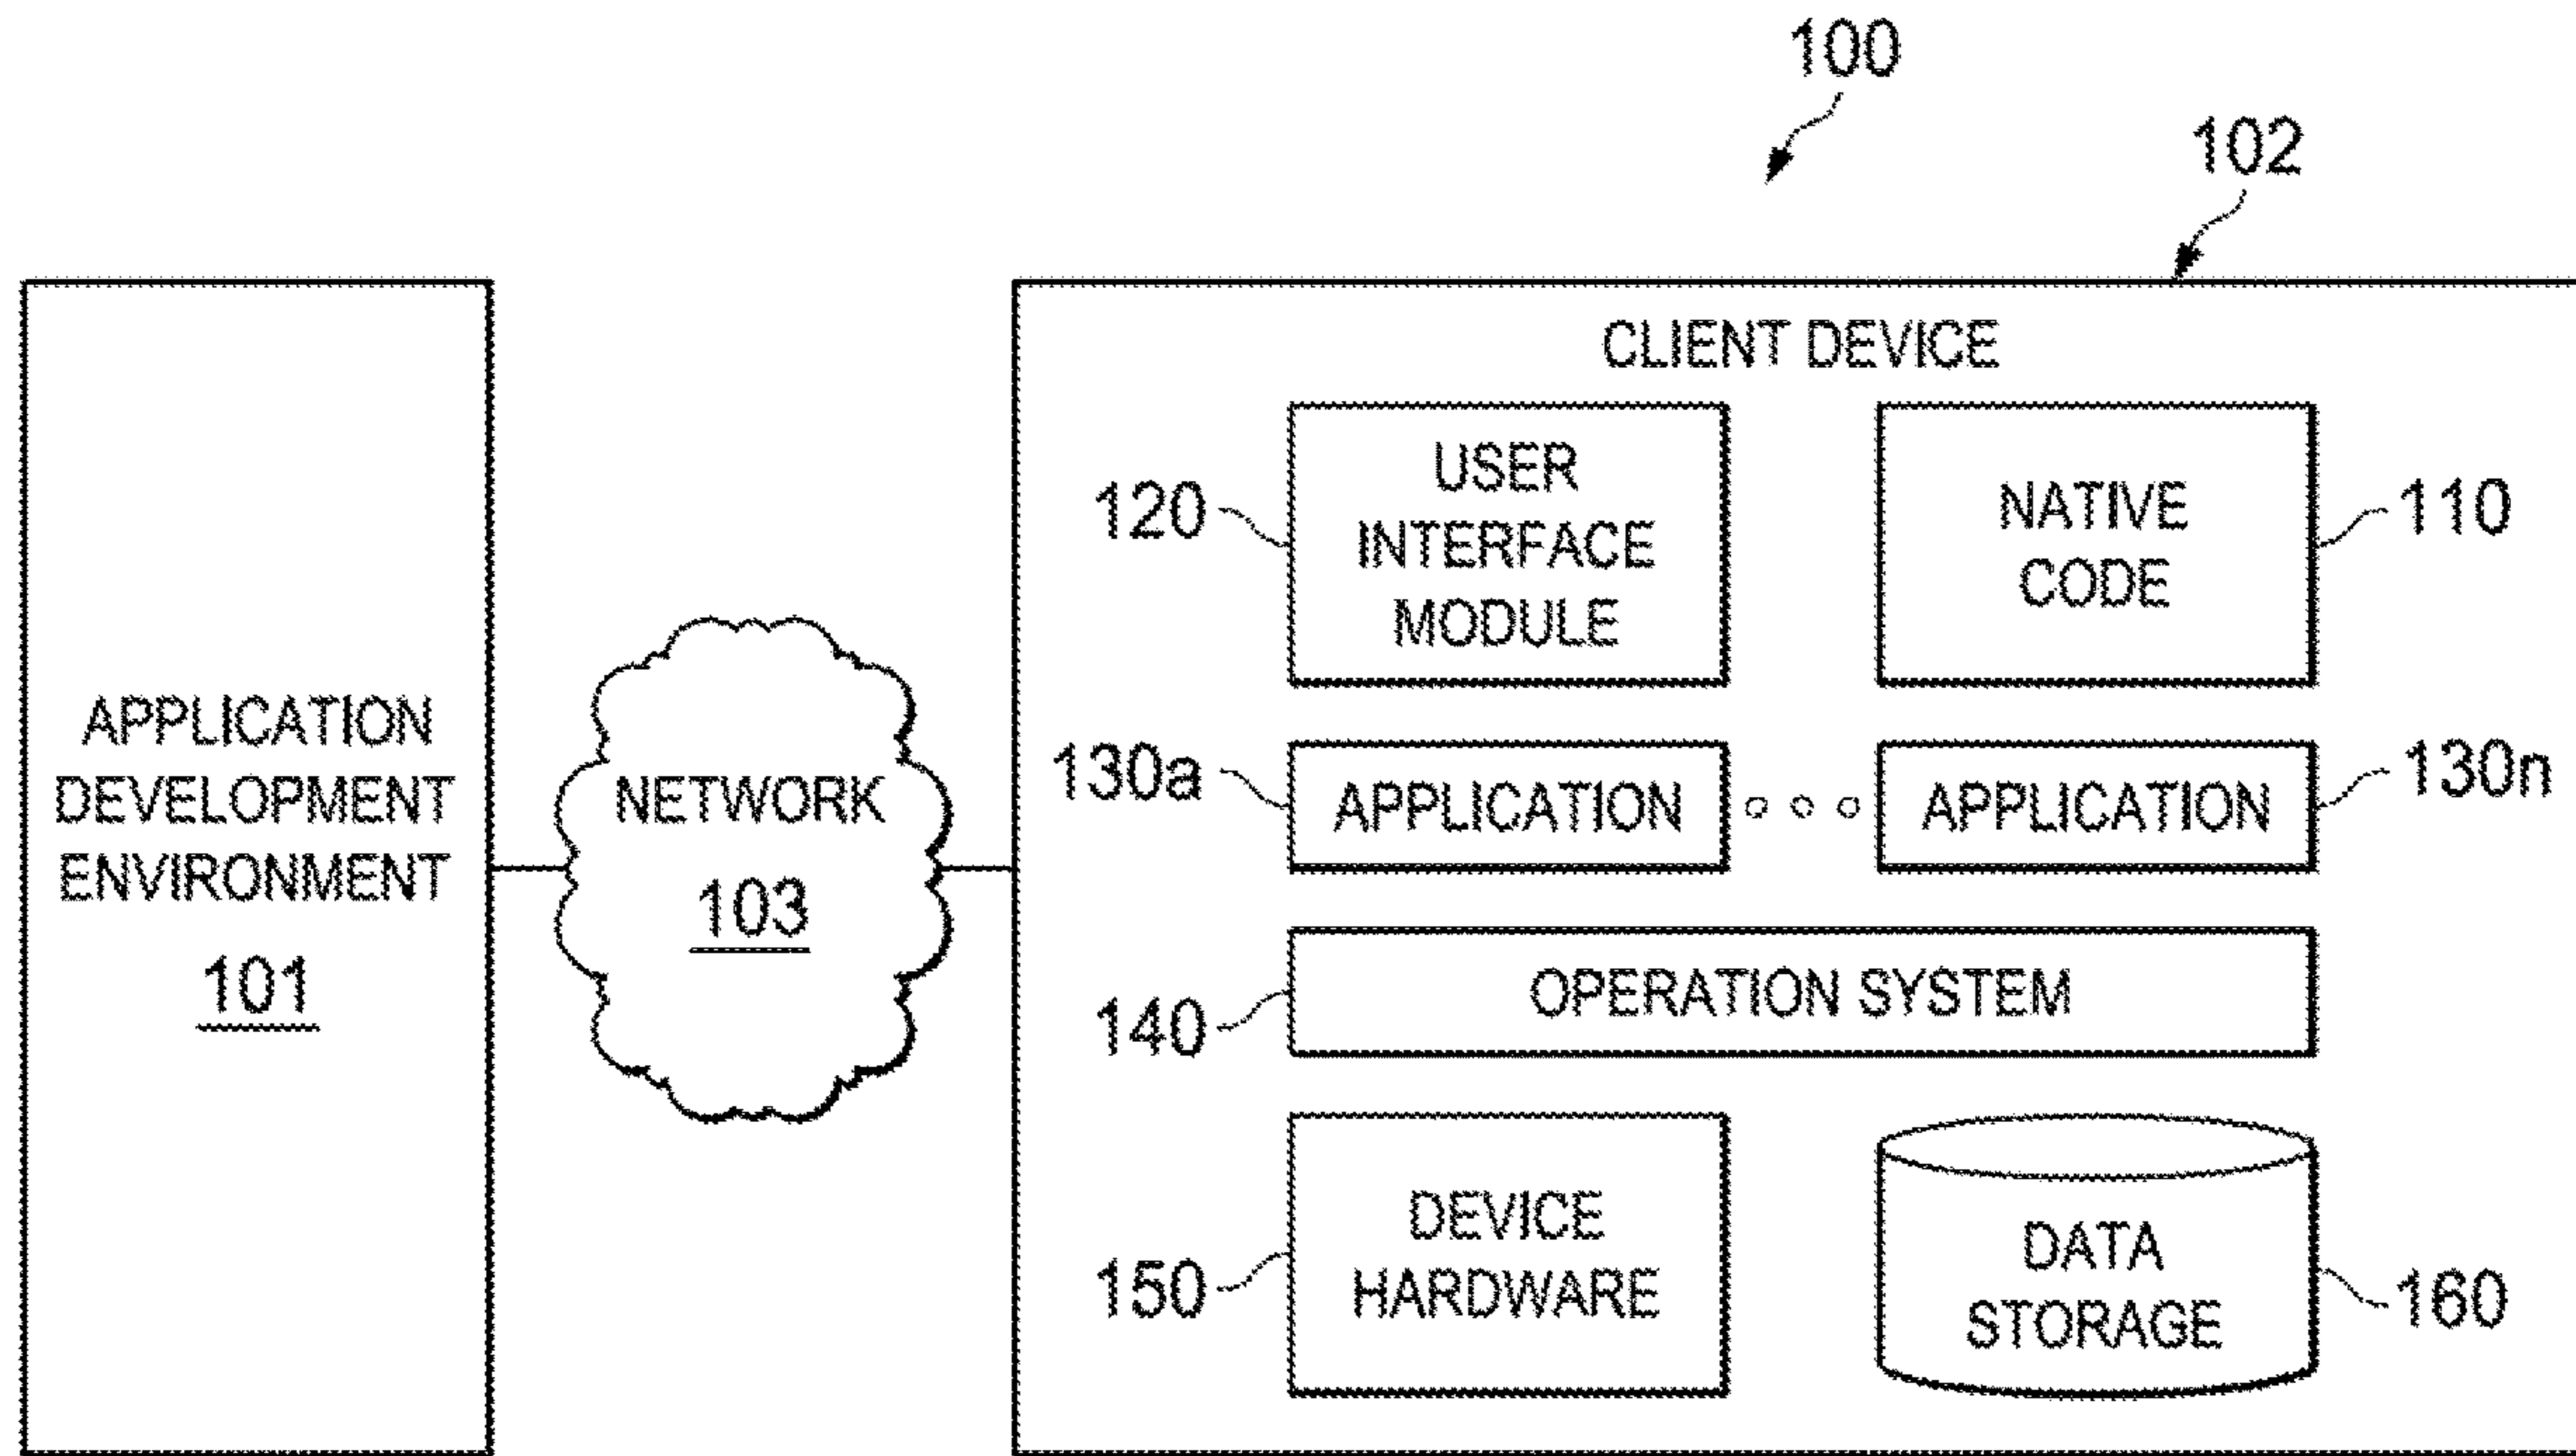 100
102
APPLICATION
DEVELOPMENT
ENVIRONMENT
101
NETWORK
103
CLIENT DEVICE
120
USER
INTERFACE
MODULE
NATIVE
CODE
110
130a
APPLICATION
APPLICATION
130n
140
OPERATION SYSTEM
150
DEVICE
HARDWARE
DATA
STORAGE
160